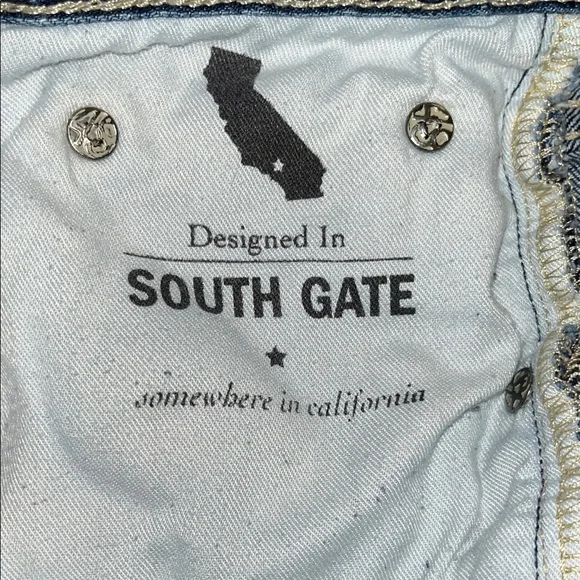 Designed In
SOUTH GATE
somewhere in california